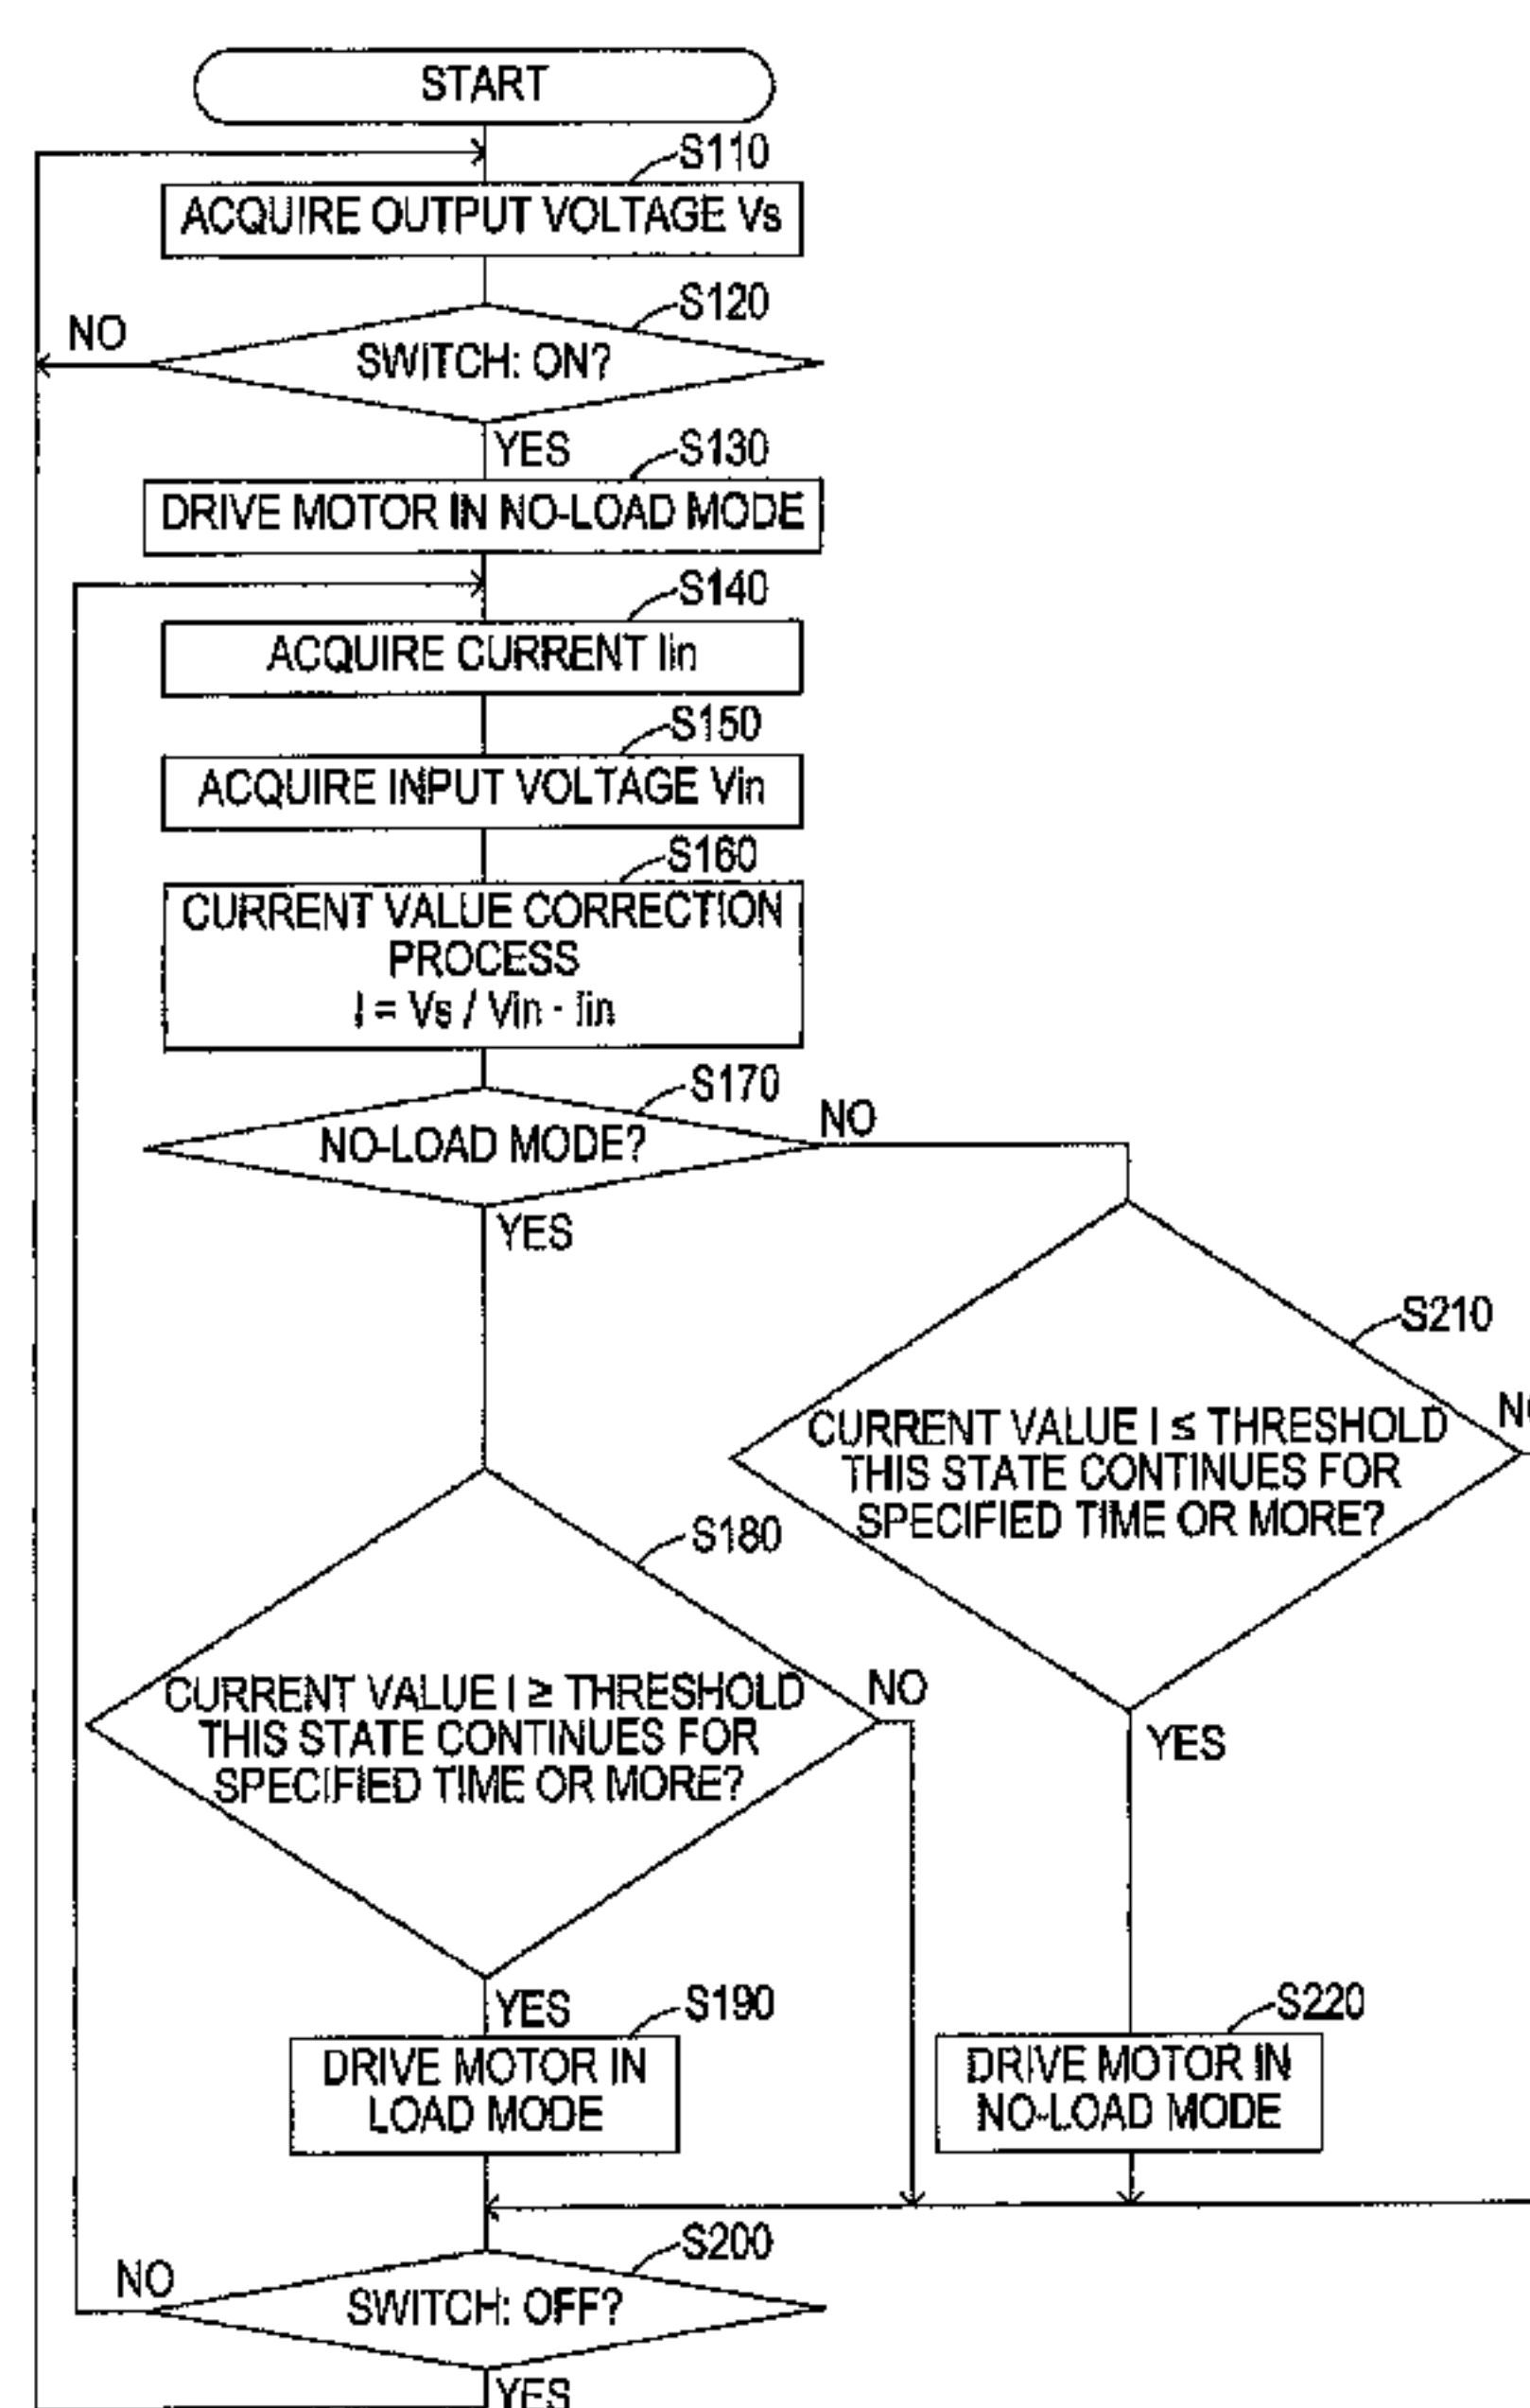 START
S110
ACQUIRE OUTPUT VOLTAGE Vs
S120
NO
SWITCH: ON?
YES
S130
DRIVE MOTOR IN NO-LOAD MODE
S140
ACQUIRE CURRENT Iin
S150
ACQUIRE INPUT VOLTAGE Vin
S160
CURRENT VALUE CORRECTION
PROCESS
I = Vs / Vin - Iin
S170
NO
NO-LOAD MODE?
YES
S210
NO
CURRENT VALUE I ≤ THRESHOLD
THIS STATE CONTINUES FOR
SPECIFIED TIME OR MORE?
YES
S180
NO
CURRENT VALUE I ≥ THRESHOLD
THIS STATE CONTINUES FOR
SPECIFIED TIME OR MORE?
YES
S190
DRIVE MOTOR IN
LOAD MODE
S220
DRIVE MOTOR IN
NO-LOAD MODE
S200
NO
SWITCH: OFF?
YES